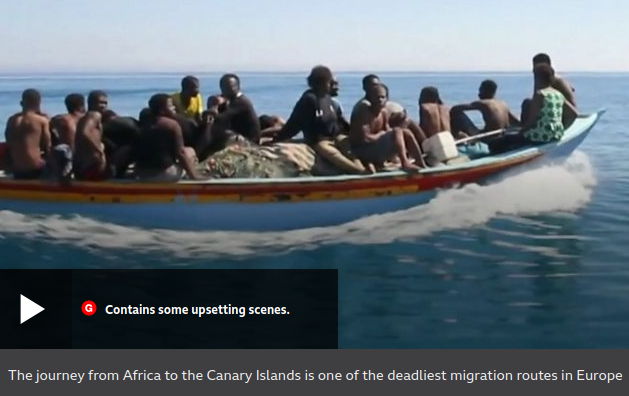 G Contains some upsetting scenes.
The journey from Africa to the Canary Islands is one of the deadliest migration routes in Europe